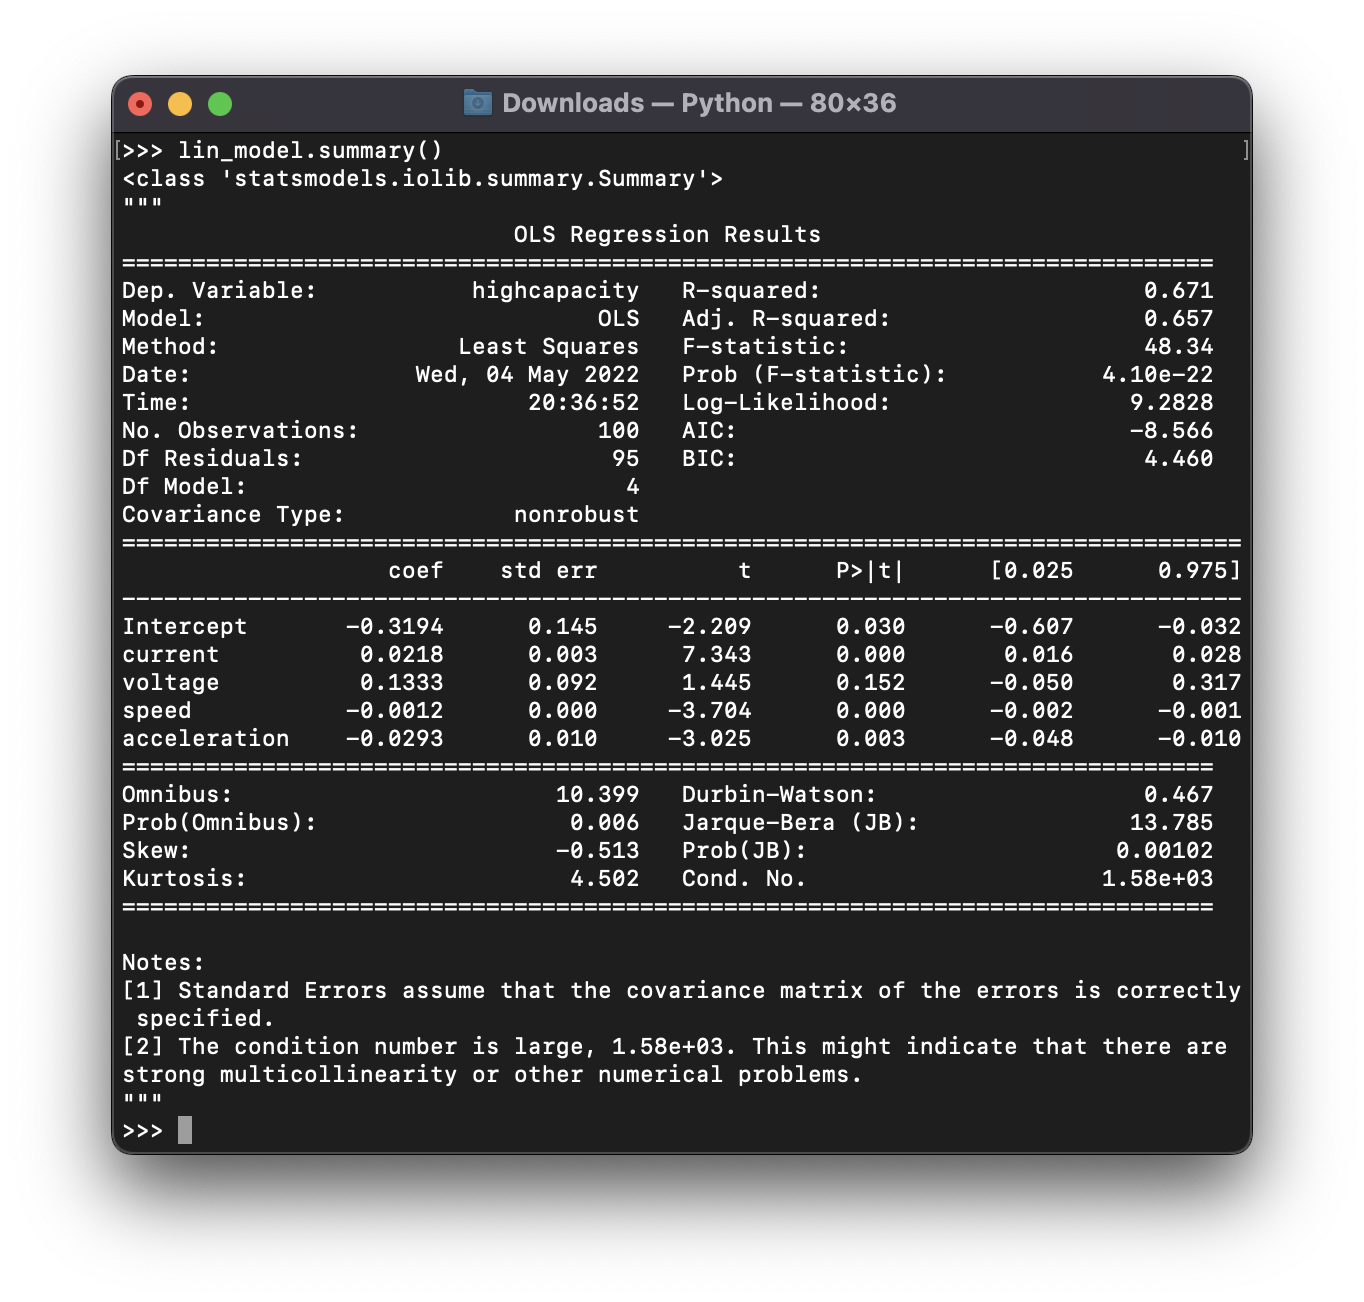 Downloads — Python — 80×36
[>>> lin_model.summary() ]
<class 'statsmodels.iolib.summary.Summary'>
"""
                            OLS Regression Results
==============================================================================
Dep. Variable:           highcapacity   R-squared:                       0.671
Model:                            OLS   Adj. R-squared:                  0.657
Method:                 Least Squares   F-statistic:                     48.34
Date:                Wed, 04 May 2022   Prob (F-statistic):           4.10e-22
Time:                        20:36:52   Log-Likelihood:                 9.2828
No. Observations:                 100   AIC:                            -8.566
Df Residuals:                      95   BIC:                             4.460
Df Model:                           4
Covariance Type:            nonrobust
================================================================================
                   coef    std err          t      P>|t|      [0.025      0.975]
--------------------------------------------------------------------------------
Intercept       -0.3194      0.145     -2.209      0.030      -0.607      -0.032
current          0.0218      0.003      7.343      0.000       0.016       0.028
voltage          0.1333      0.092      1.445      0.152      -0.050       0.317
speed           -0.0012      0.000     -3.704      0.000      -0.002      -0.001
acceleration    -0.0293      0.010     -3.025      0.003      -0.048      -0.010
==============================================================================
Omnibus:                       10.399   Durbin-Watson:                   0.467
Prob(Omnibus):                  0.006   Jarque-Bera (JB):               13.785
Skew:                          -0.513   Prob(JB):                      0.00102
Kurtosis:                       4.502   Cond. No.                     1.58e+03
==============================================================================

Notes:
[1] Standard Errors assume that the covariance matrix of the errors is correctly
 specified.
[2] The condition number is large, 1.58e+03. This might indicate that there are
strong multicollinearity or other numerical problems.
"""
>>>